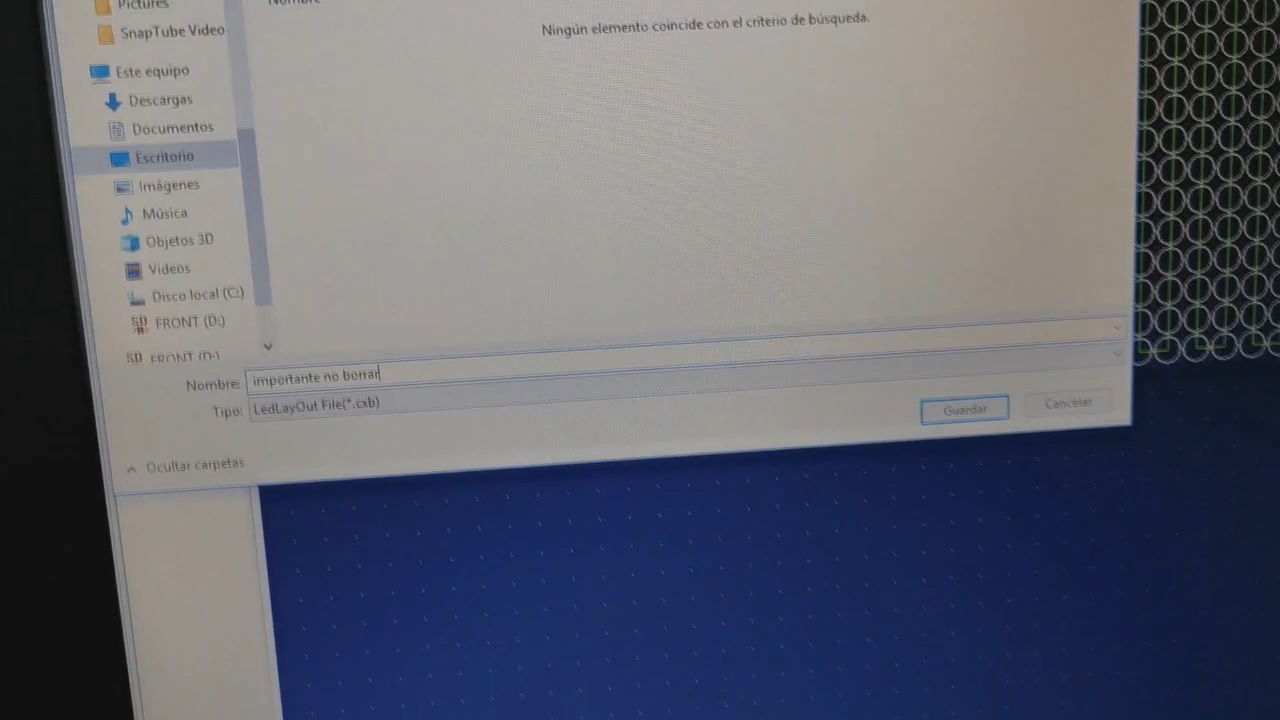 Pictures
Nombre
SnapTube Video
Ningún elemento coincide con el criterio de búsqueda.
Este equipo
Descargas
Documentos
Escritorio
Imágenes
Música
Objetos 3D
Videos
Disco local (C:)
FRONT (D:)
FRONT (D:)
Nombre: importante no borrar
Tipo: LedLayOut File(*.cxb)
Guardar
Cancelar
Ocultar carpetas